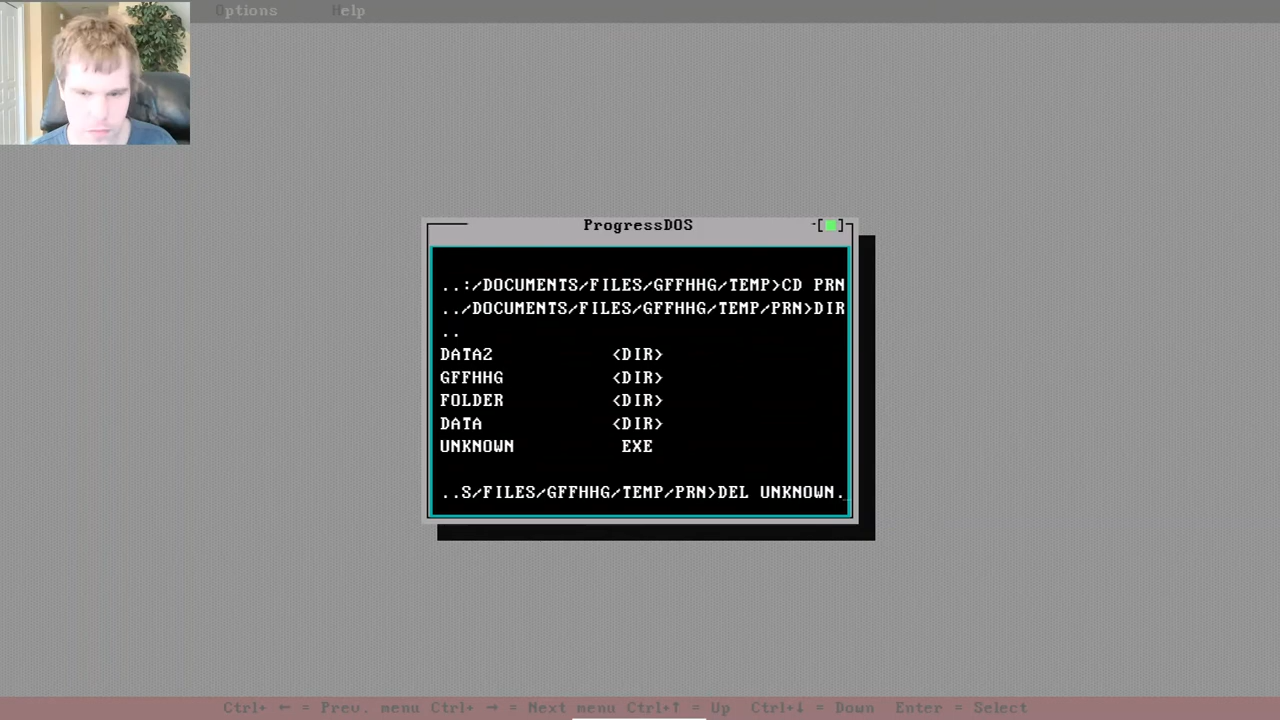 Options Help
ProgressDOS
..:/DOCUMENTS/FILES/GFFHHG/TEMP>CD PRN
../DOCUMENTS/FILES/GFFHHG/TEMP/PRN>DIR
..
DATA2 <DIR>
GFFHHG <DIR>
FOLDER <DIR>
DATA <DIR>
UNKNOWN EXE
..S/FILES/GFFHHG/TEMP/PRN>DEL UNKNOWN._
Ctrl+ ← = Prev. menu Ctrl+ → = Next menu Ctrl+↑ = Up Ctrl+↓ = Down Enter = Select